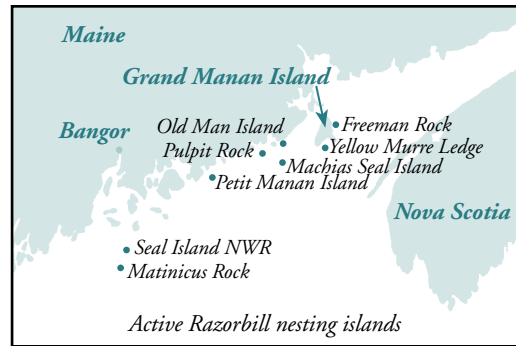 Maine
Grand Manan Island
Freeman Rock
Old Man Island
Bangor
Yellow Murre Ledge
Pulpit Rock
Machias Seal Island
Petit Manan Island
Nova Scotia
Seal Island NWR
Matinicus Rock
Active Razorbill nesting islands